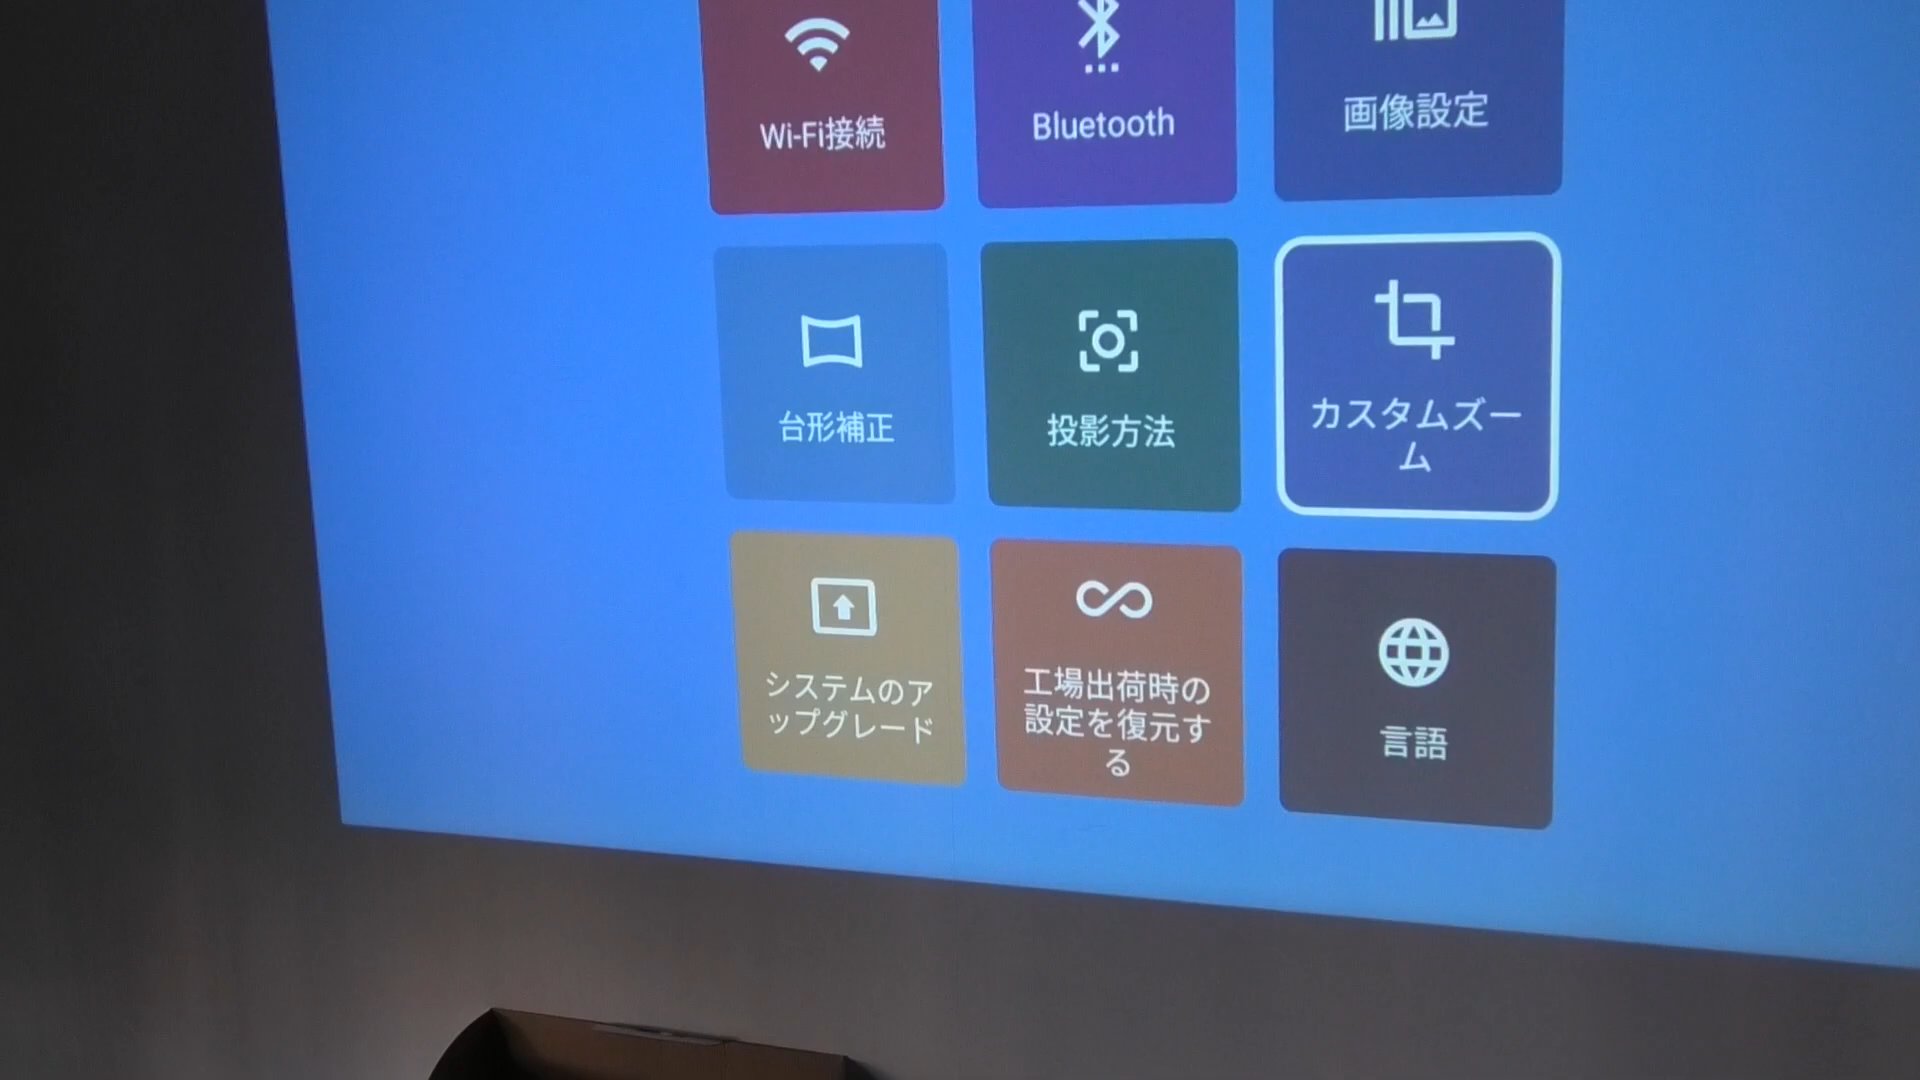 Wi-Fi接続
Bluetooth
画像設定
台形補正
投影方法
カスタムズー
ム
システムのア
ップグレード
工場出荷時の
設定を復元す
る
言語